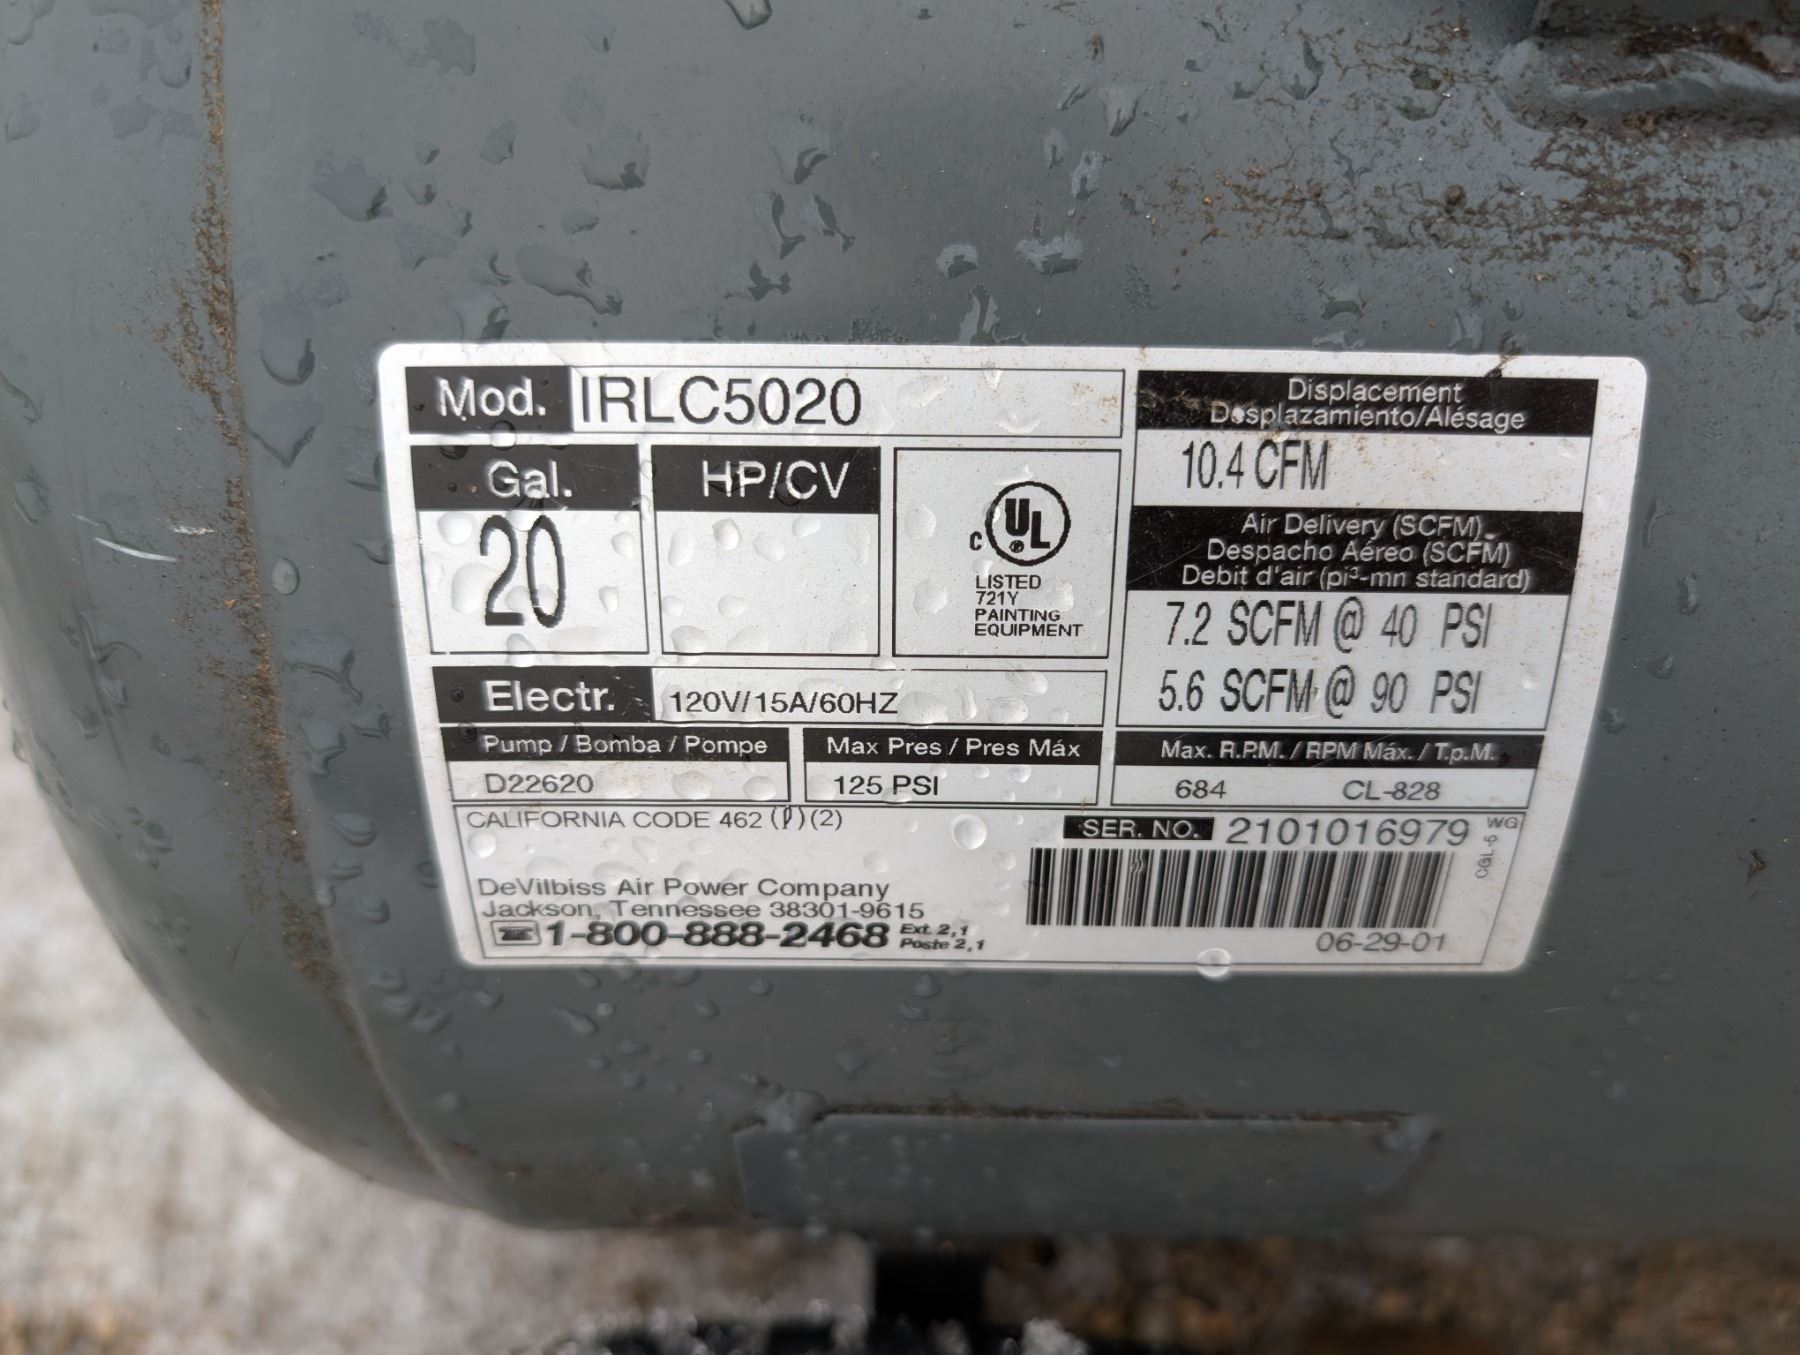 Mod. IRLC5020
Gal.
20
HP/CV
C UL
LISTED
721Y
PAINTING
EQUIPMENT
Displacement
Desplazamiento/Alésage
10.4 CFM
Air Delivery (SCFM)
Despacho Aéreo (SCFM)
Debit d'air (pi³-mn standard)
7.2 SCFM @ 40 PSI
5.6 SCFM @ 90 PSI
Electr. 120V/15A/60HZ
Pump / Bomba / Pompe
D22620
Max Pres / Pres Máx
125 PSI
Max. R.P.M. / RPM Máx. / T.p.M.
684 CL-828
CALIFORNIA CODE 462 (l)(2)
SER. NO. 2101016979
CGL-5 WG
DeVilbiss Air Power Company
Jackson, Tennessee 38301-9615
1-800-888-2468 Ext. 2,1
Poste 2,1
06-29-01